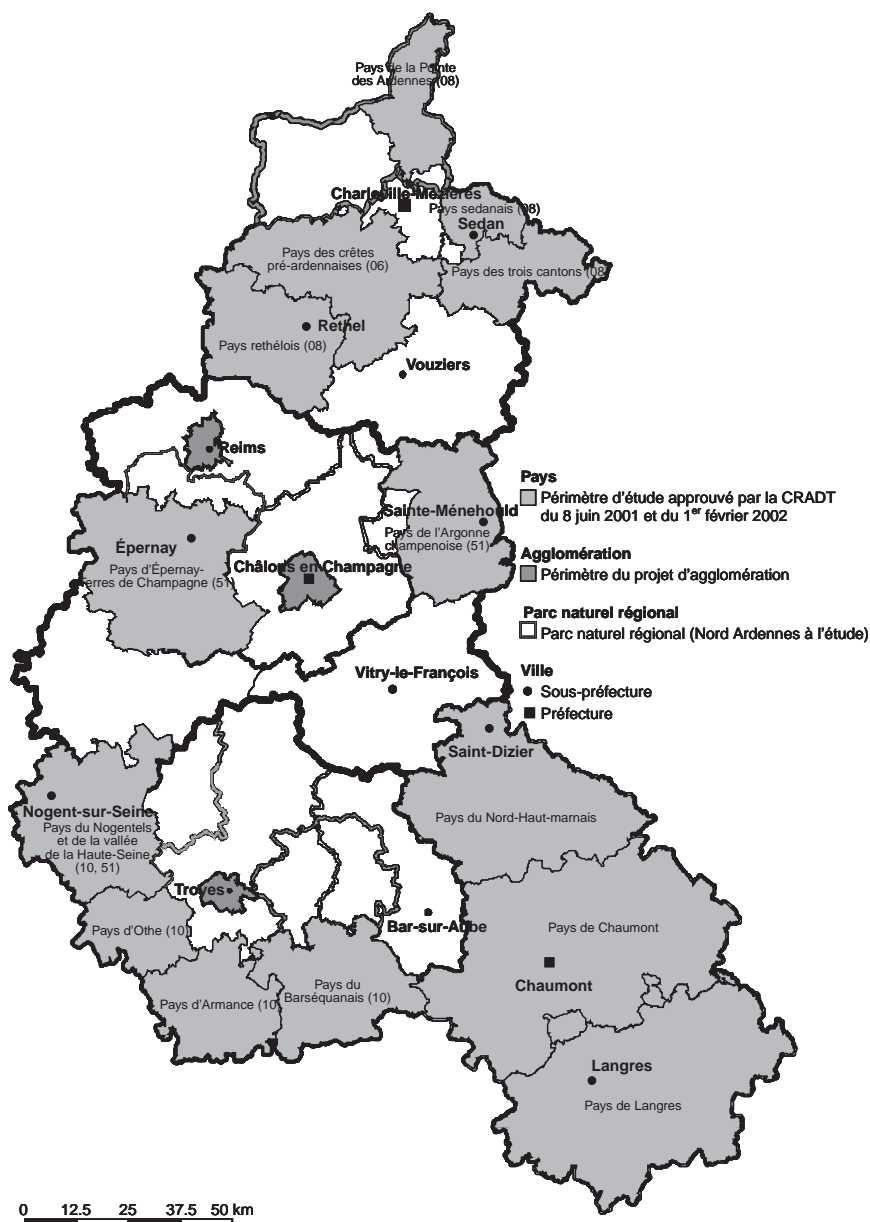 Pays de la Pointe
des Ardennes (08)
Charleville-Mézières
Pays sedanais (08)
Sedan
Pays des crêtes
pré-ardennaises (06)
Pays des trois cantons (08)
Rethel
Pays rethélois (08)
Vouziers
Reims
Pays
Périmètre d'étude approuvé par la CRADT
du 8 juin 2001 et du 1er février 2002
Sainte-Ménehould
Pays de l'Argonne
champenoise (51)
Épernay
Pays d'Épernay-
Terres de Champagne (51)
Châlons en Champagne
Agglomération
Périmètre du projet d'agglomération
Parc naturel régional
Parc naturel régional (Nord Ardennes à l'étude)
Vitry-le-François
Ville
Sous-préfecture
Préfecture
Saint-Dizier
Nogent-sur-Seine
Pays du Nogentels
et de la vallée
de la Haute-Seine
(10, 51)
Pays du Nord-Haut-marnais
Troyes
Bar-sur-Aube
Pays d'Othe (10)
Pays de Chaumont
Chaumont
Pays d'Armance (10)
Pays du
Barséquanais (10)
Langres
Pays de Langres
0 12.5 25 37.5 50 km